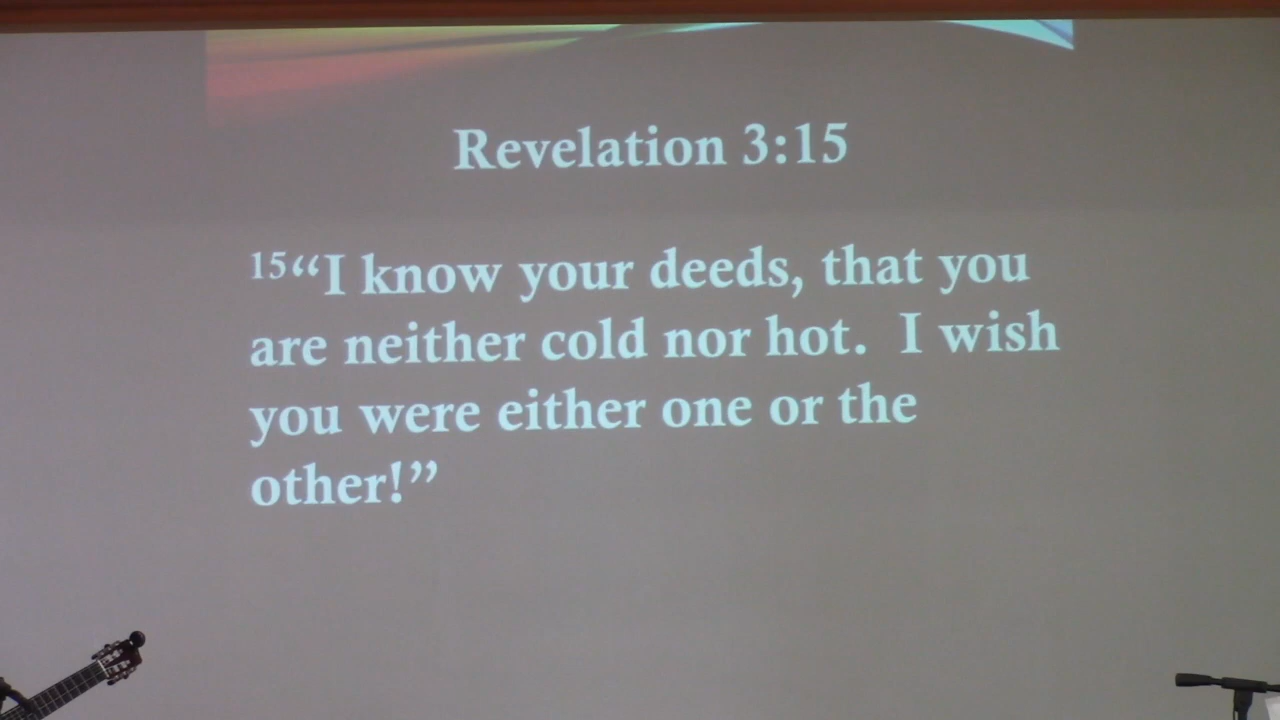 Revelation 3:15
15“I know your deeds, that you
are neither cold nor hot.  I wish
you were either one or the
other!”